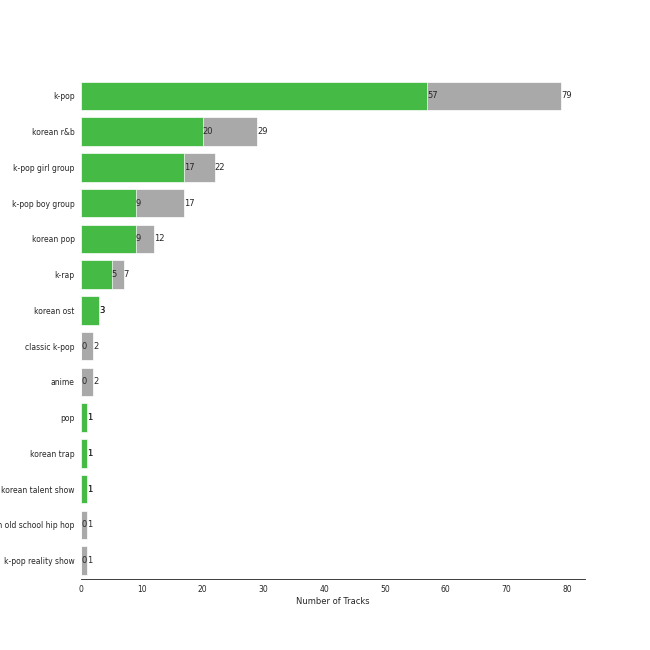 k-pop 57 79
korean r&b 20 29
k-pop girl group 17 22
k-pop boy group 9 17
korean pop 9 12
k-rap 5 7
korean ost 3
classic k-pop 0 2
anime 0 2
pop 1
korean trap 1
korean talent show 1
old school hip hop 0 1
k-pop reality show 0 1
0 10 20 30 40 50 60 70 80
Number of Tracks